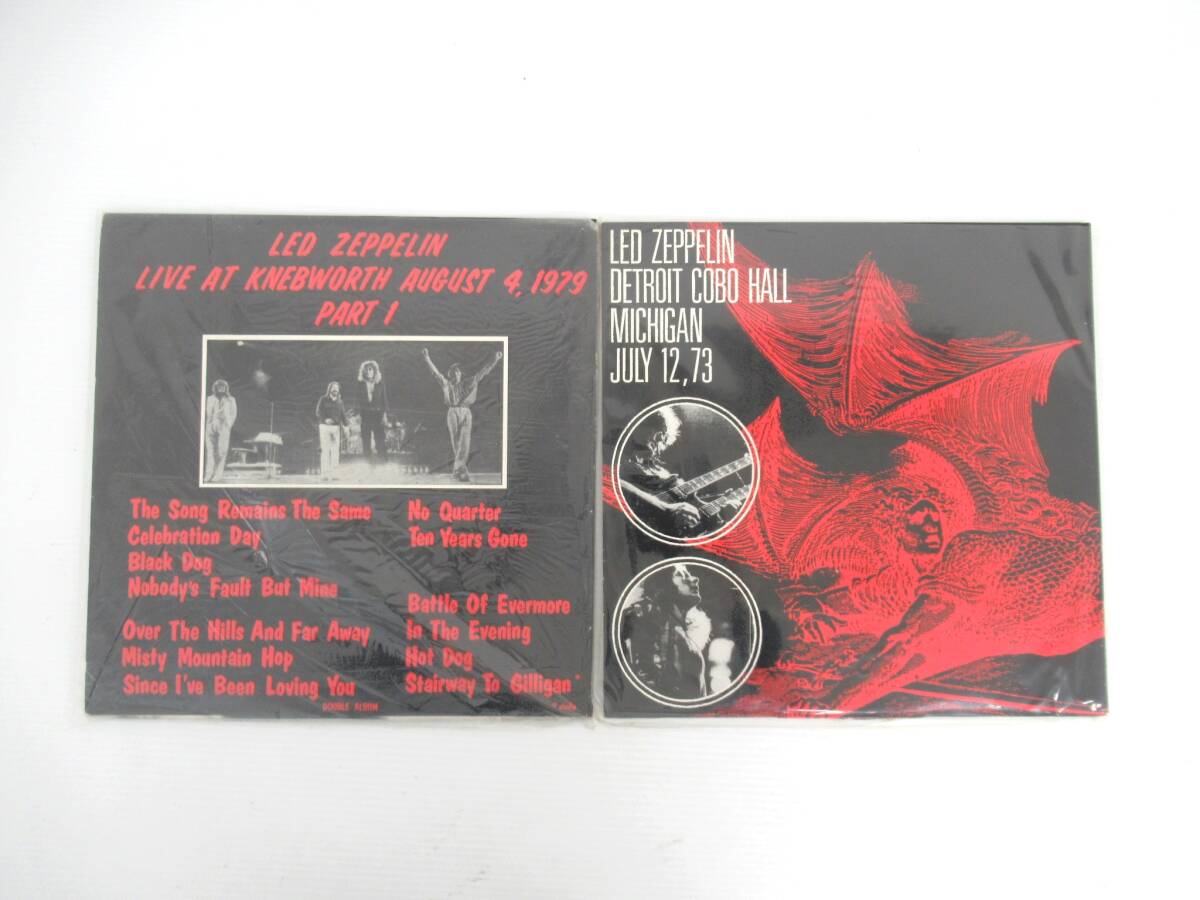 LED ZEPPELIN
LIVE AT KNEBWORTH AUGUST 4, 1979
PART 1
The Song Remains The Same
Celebration Day
Black Dog
Nobody's Fault But Mine
Over The Hills And Far Away
Misty Mountain Hop
Since I've Been Loving You
No Quarter
Ten Years Gone
Battle Of Evermore
In The Evening
Hot Dog
Stairway To Gilligan*
DOUBLE ALBUM
LED ZEPPELIN
DETROIT COBO HALL
MICHIGAN
JULY 12, 73